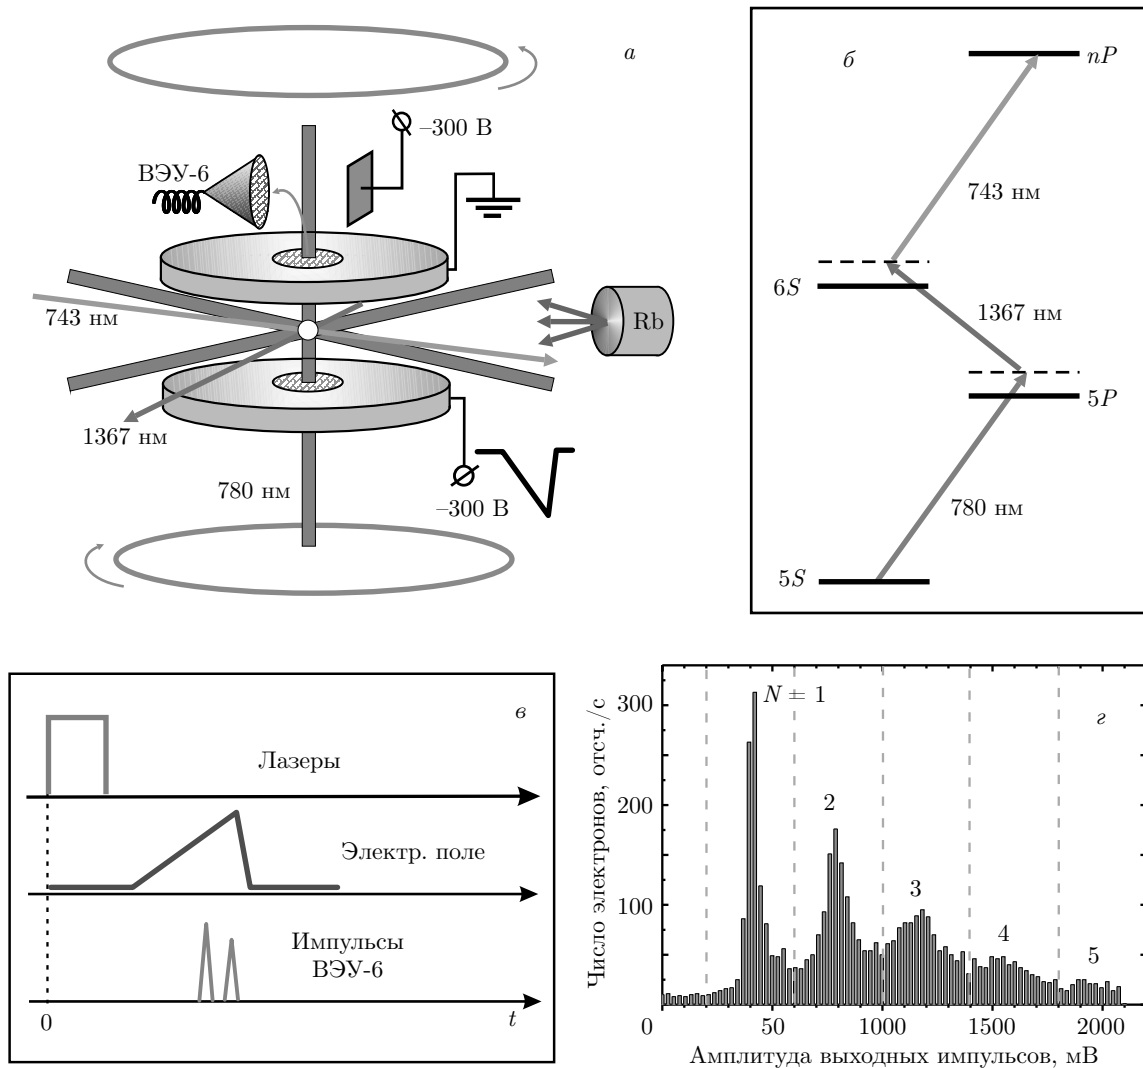 а
–300 В
ВЭУ-6
743 нм
Rb
1367 нм
780 нм
–300 В
б
nP
743 нм
6S
1367 нм
5P
780 нм
5S
в
Лазеры
Электр. поле
Импульсы
ВЭУ-6
0
t
г
N = 1
2
3
4
5
Число электронов, отсч./с
300
200
100
0
50
1000
1500
2000
Амплитуда выходных импульсов, мВ